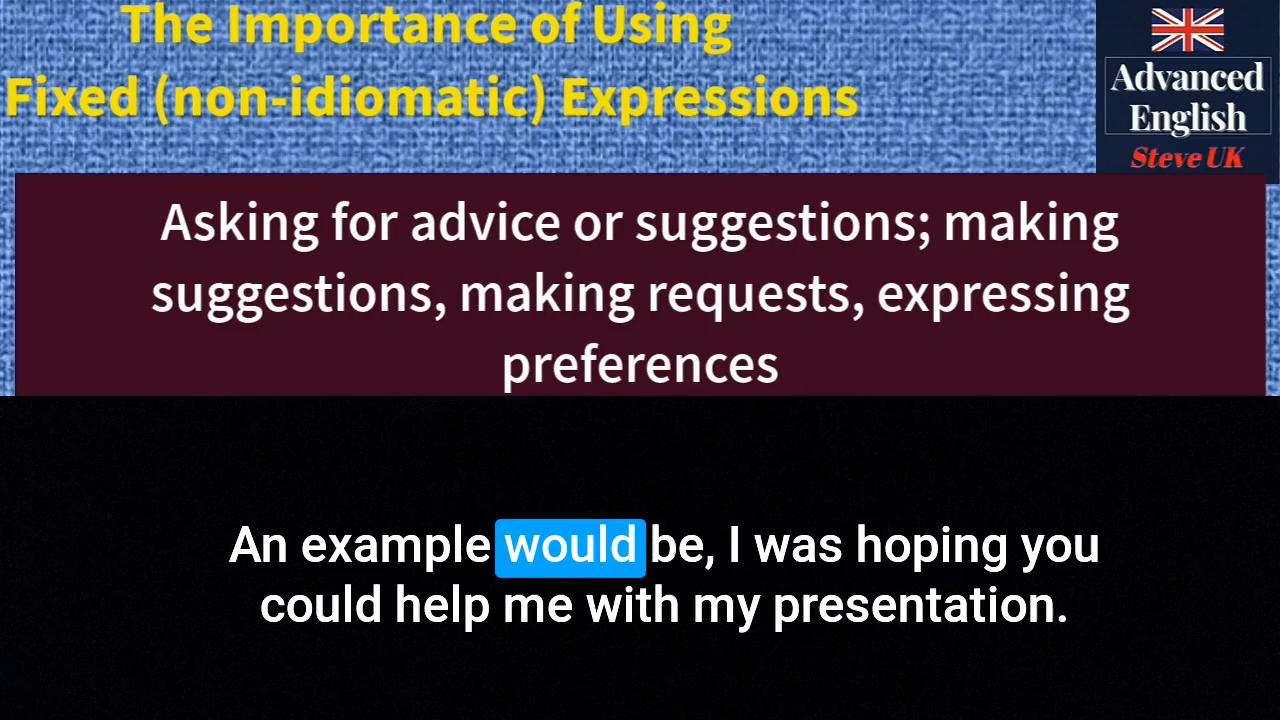 The Importance of Using
Fixed (non-idiomatic) Expressions
Advanced
English
Steve UK
Asking for advice or suggestions; making
suggestions, making requests, expressing
preferences
An example would be, I was hoping you
could help me with my presentation.